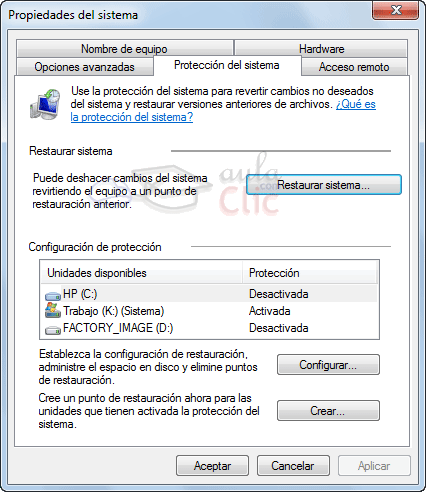 Propiedades del sistema
Nombre de equipo
Hardware
Opciones avanzadas
Protección del sistema
Acceso remoto
Use la protección del sistema para revertir cambios no deseados
del sistema y restaurar versiones anteriores de archivos. ¿Qué es
la protección del sistema?
Restaurar sistema
Puede deshacer cambios del sistema
revirtiendo el equipo a un punto de
restauración anterior.
Restaurar sistema...
aula
Clic
.com
Configuración de protección
Unidades disponibles
Protección
HP (C:)
Desactivada
Trabajo (K:) (Sistema)
Activada
FACTORY_IMAGE (D:)
Desactivada
Establezca la configuración de restauración,
administre el espacio en disco y elimine puntos
de restauración.
Configurar...
Cree un punto de restauración ahora para las
unidades que tienen activada la protección del
sistema.
Crear...
Aceptar
Cancelar
Aplicar